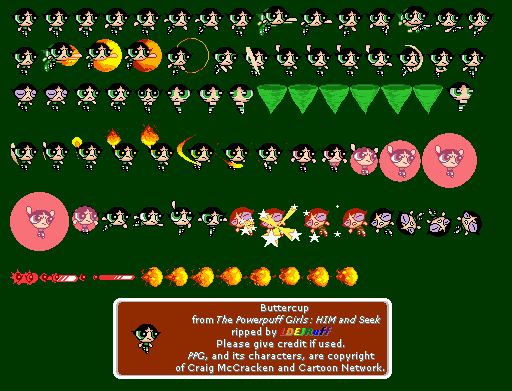 Buttercup
from The Powerpuff Girls: HIM and Seek
ripped by IDEJRuff
Please give credit if used.
PPG, and its characters, are copyright
of Craig McCracken and Cartoon Network.